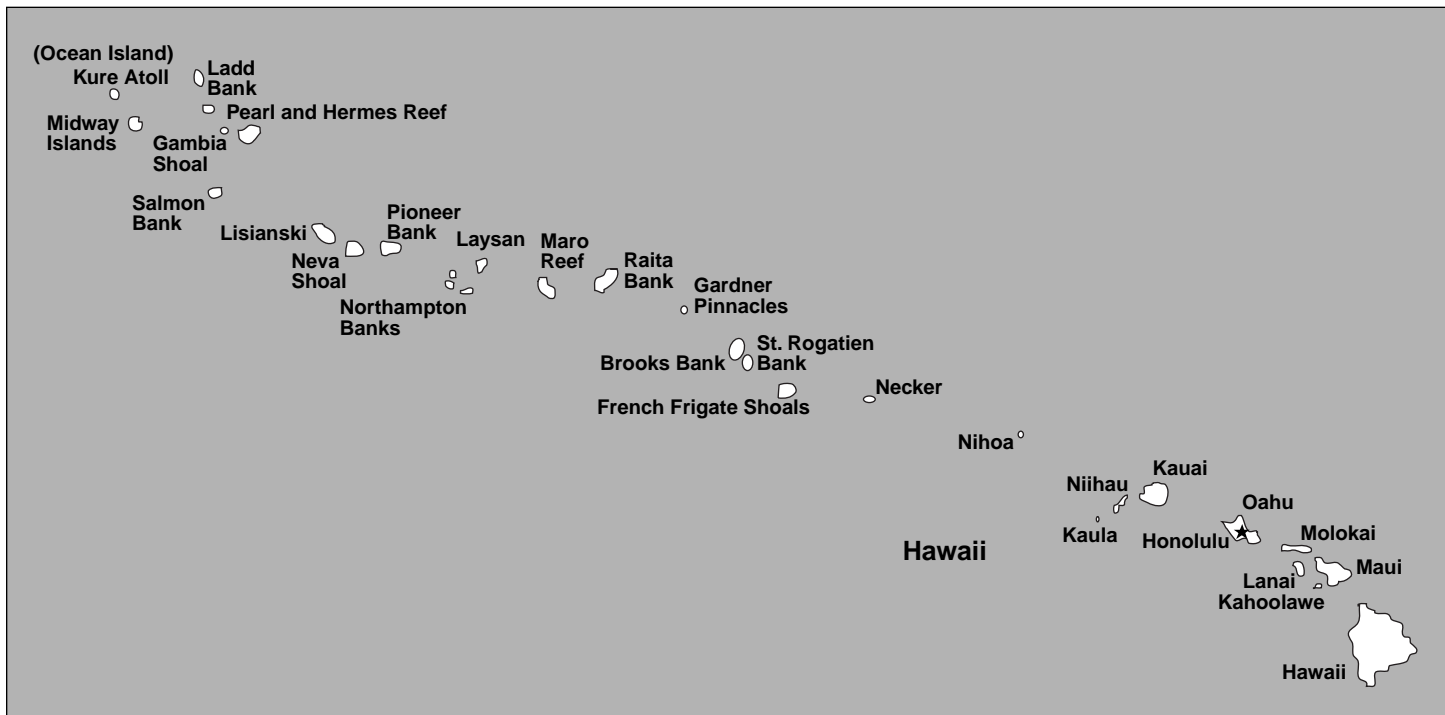 (Ocean Island)
Kure Atoll
Ladd
Bank
Pearl and Hermes Reef
Midway
Islands
Gambia
Shoal
Salmon
Bank
Lisianski
Neva
Shoal
Pioneer
Bank
Laysan
Northampton
Banks
Maro
Reef
Raita
Bank
Gardner
Pinnacles
Brooks Bank
St. Rogatien
Bank
French Frigate Shoals
Necker
Nihoa
Niihau
Kauai
Kaula
Hawaii
Oahu
Honolulu
Molokai
Maui
Lanai
Kahoolawe
Hawaii